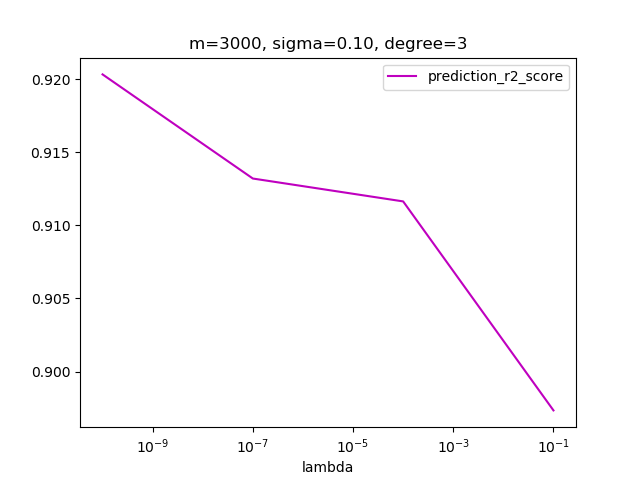 m=3000, sigma=0.10, degree=3
prediction_r2_score
0.920
0.915
0.910
0.905
0.900
10⁻⁹ 10⁻⁷ 10⁻⁵ 10⁻³ 10⁻¹
lambda